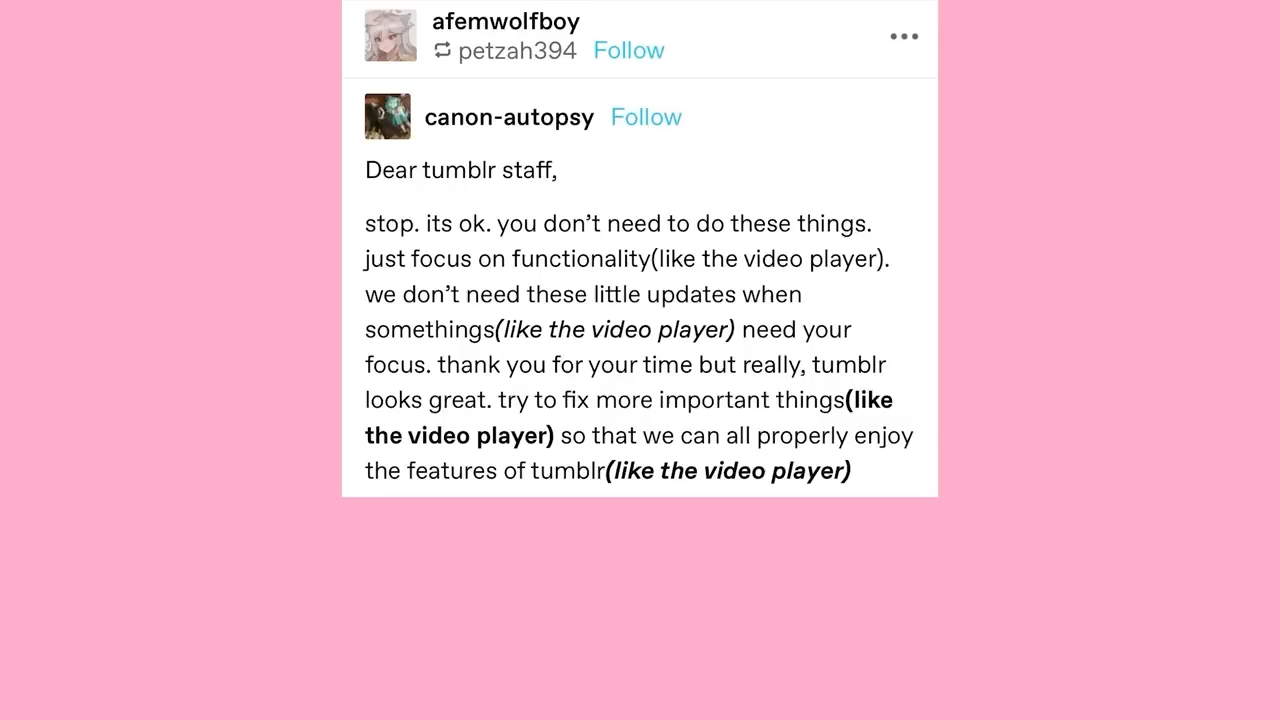 afemwolfboy
petzah394 Follow
canon-autopsy Follow
Dear tumblr staff,
stop. its ok. you don’t need to do these things.
just focus on functionality(like the video player).
we don’t need these little updates when
somethings(like the video player) need your
focus. thank you for your time but really, tumblr
looks great. try to fix more important things(like
the video player) so that we can all properly enjoy
the features of tumblr(like the video player)